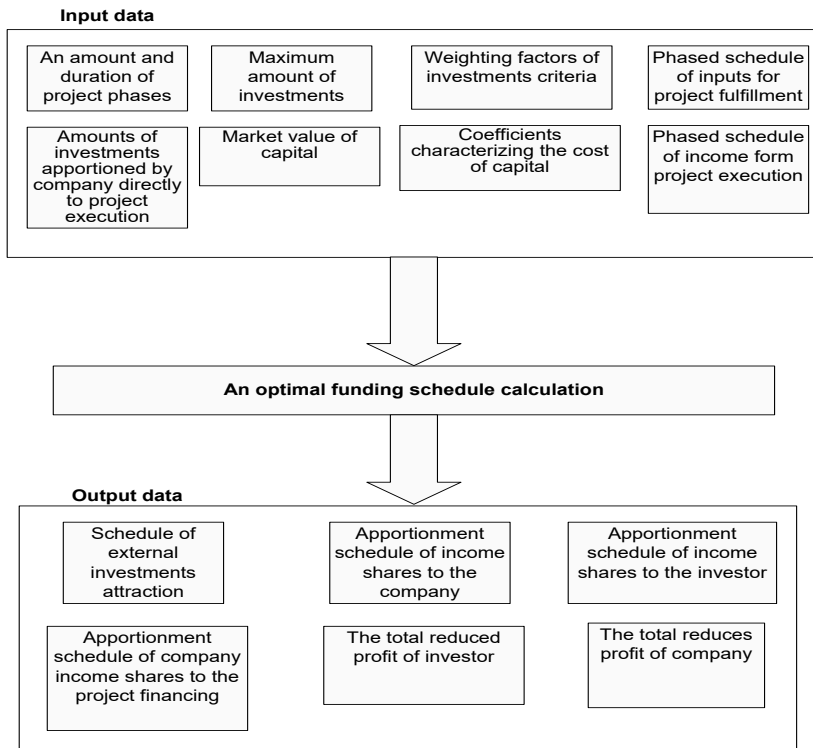 Input data
An amount and
duration of
project phases
Maximum
amount of
investments
Weighting factors of
investments criteria
Phased schedule
of inputs for
project fulfillment
Amounts of
investments
apportioned by
company directly
to project
execution
Market value of
capital
Coefficients
characterizing the cost
of capital
Phased schedule
of income form
project execution
An optimal funding schedule calculation
Output data
Schedule of
external
investments
attraction
Apportionment
schedule of income
shares to the
company
Apportionment
schedule of income
shares to the investor
Apportionment
schedule of company
income shares to the
project financing
The total reduced
profit of investor
The total reduces
profit of company